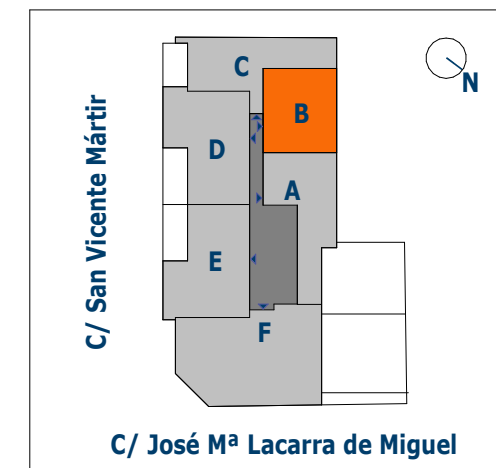 C
N
B
D
A
C/ San Vicente Mártir
E
F
C/ José Mª Lacarra de Miguel